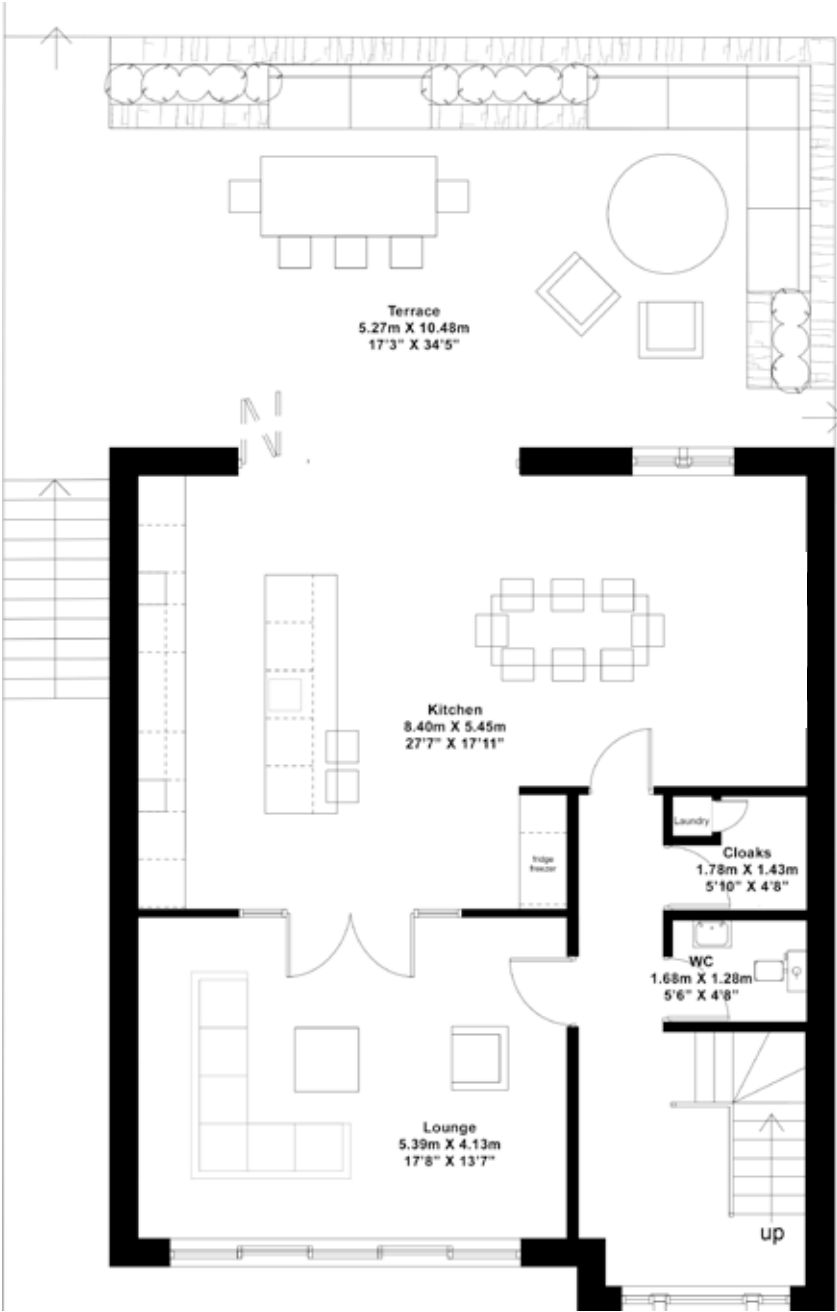 Terrace
5.27m X 10.48m
17'3" X 34'5"
Kitchen
8.40m X 5.45m
27'7" X 17'11"
Laundry
fridge
freezer
Cloaks
1.78m X 1.43m
5'10" X 4'8"
WC
1.68m X 1.28m
5'6" X 4'8"
Lounge
5.39m X 4.13m
17'8" X 13'7"
up